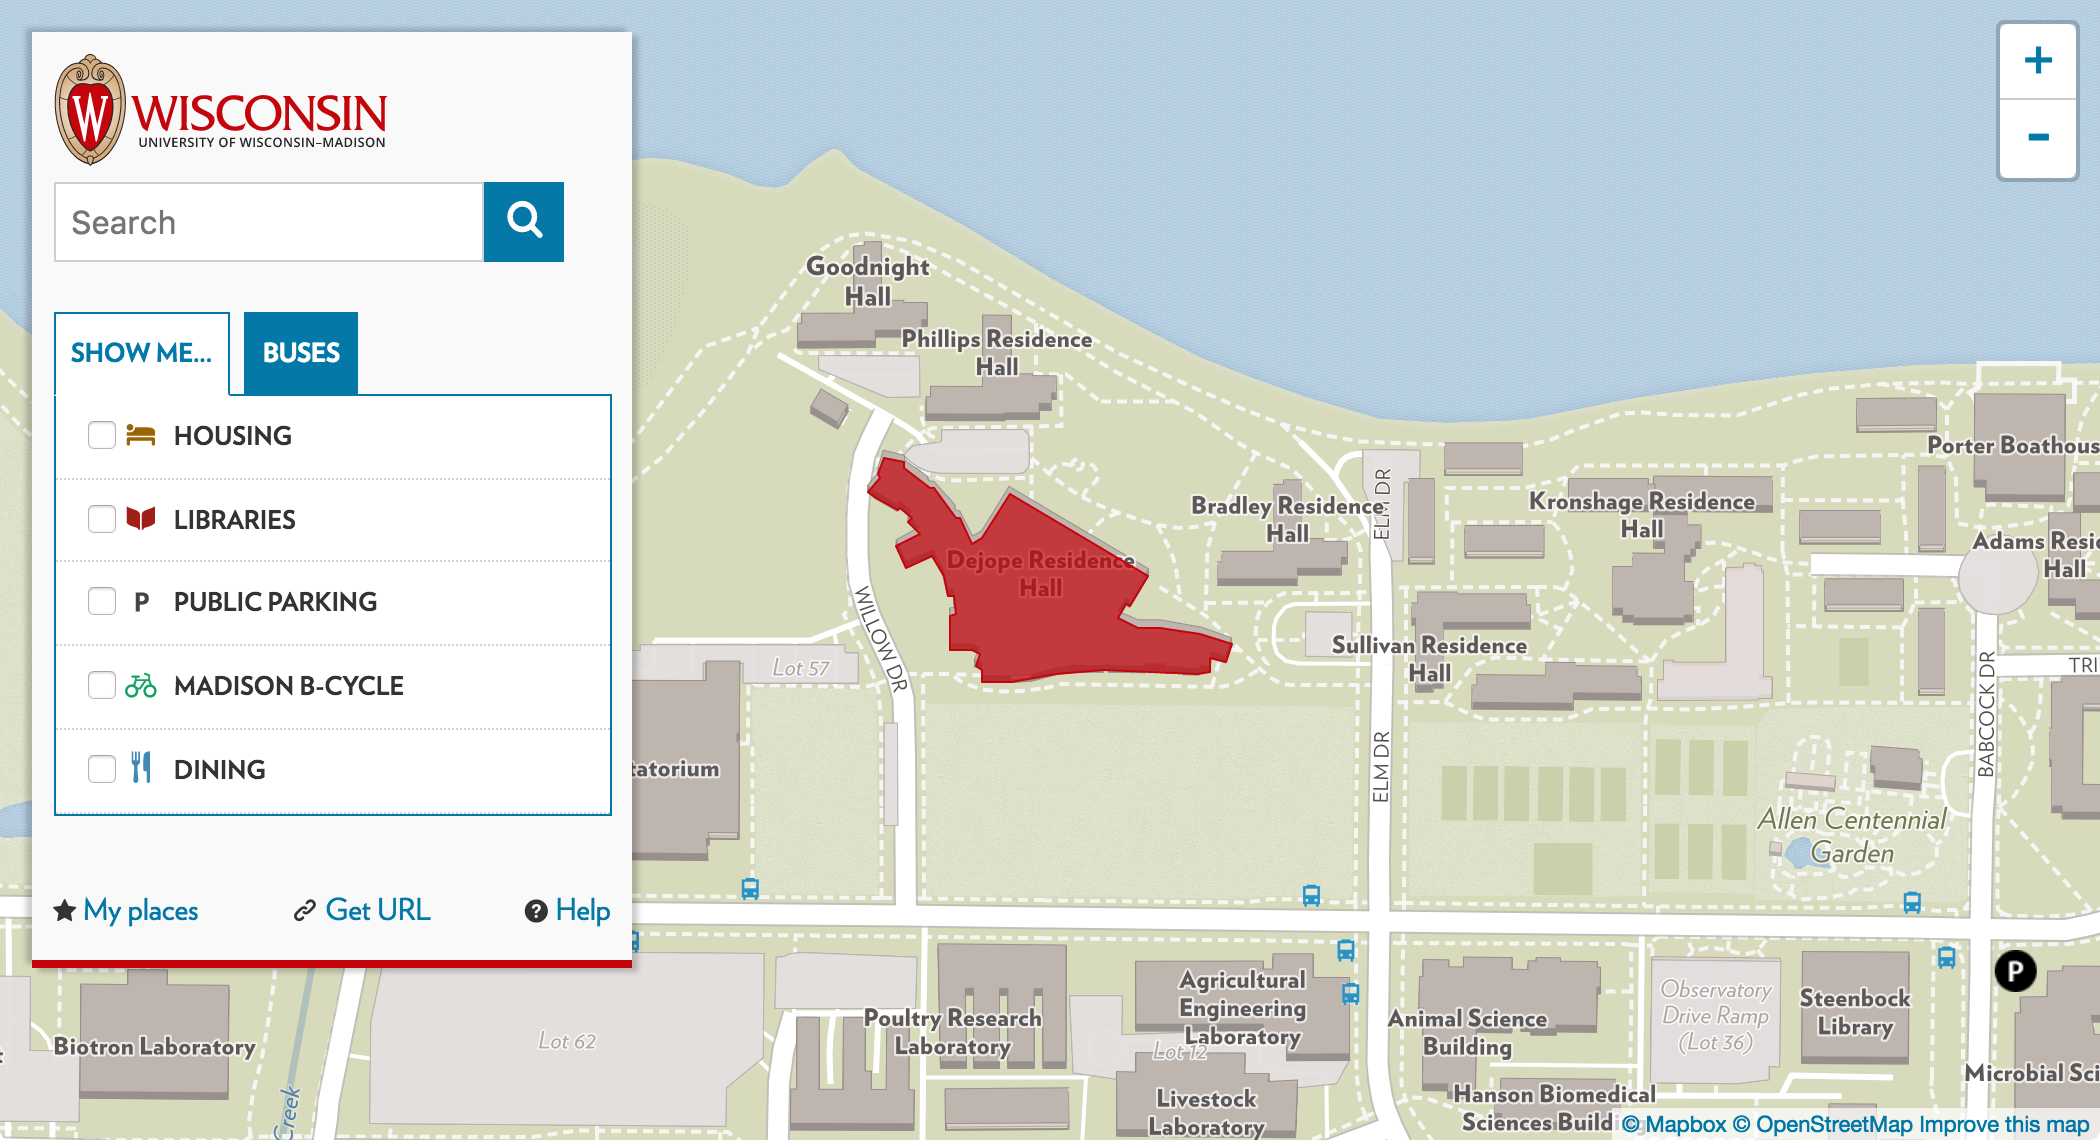 W
WISCONSIN
UNIVERSITY OF WISCONSIN–MADISON
Search
SHOW ME...
BUSES
HOUSING
LIBRARIES
P PUBLIC PARKING
MADISON B-CYCLE
DINING
My places
Get URL
? Help
+
-
Goodnight
Hall
Phillips Residence
Hall
Dejope Residence
Hall
Bradley Residence
Hall
ELM DR
Kronshage Residence
Hall
Porter Boathous
Adams Resi
Hall
Sullivan Residence
Hall
WILLOW DR
Lot 57
tatorium
ELM DR
BABCOCK DR
TRI
Allen Centennial
Garden
P
Biotron Laboratory
Creek
Lot 62
Poultry Research
Laboratory
Agricultural
Engineering
Laboratory
Lot 12
Livestock
Laboratory
Animal Science
Building
Hanson Biomedical
Sciences Build
Observatory
Drive Ramp
(Lot 36)
Steenbock
Library
Microbial Sci
© Mapbox © OpenStreetMap Improve this map